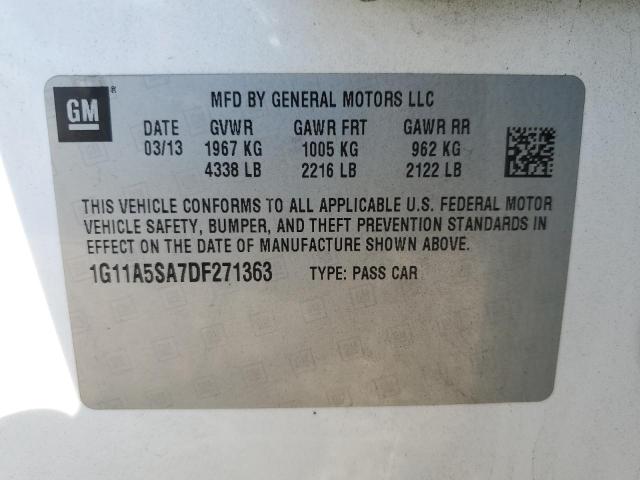 GM ®
MFD BY GENERAL MOTORS LLC
DATE GVWR GAWR FRT GAWR RR
03/13 1967 KG 1005 KG 962 KG
4338 LB 2216 LB 2122 LB
THIS VEHICLE CONFORMS TO ALL APPLICABLE U.S. FEDERAL MOTOR
VEHICLE SAFETY, BUMPER, AND THEFT PREVENTION STANDARDS IN
EFFECT ON THE DATE OF MANUFACTURE SHOWN ABOVE.
1G11A5SA7DF271363 TYPE: PASS CAR